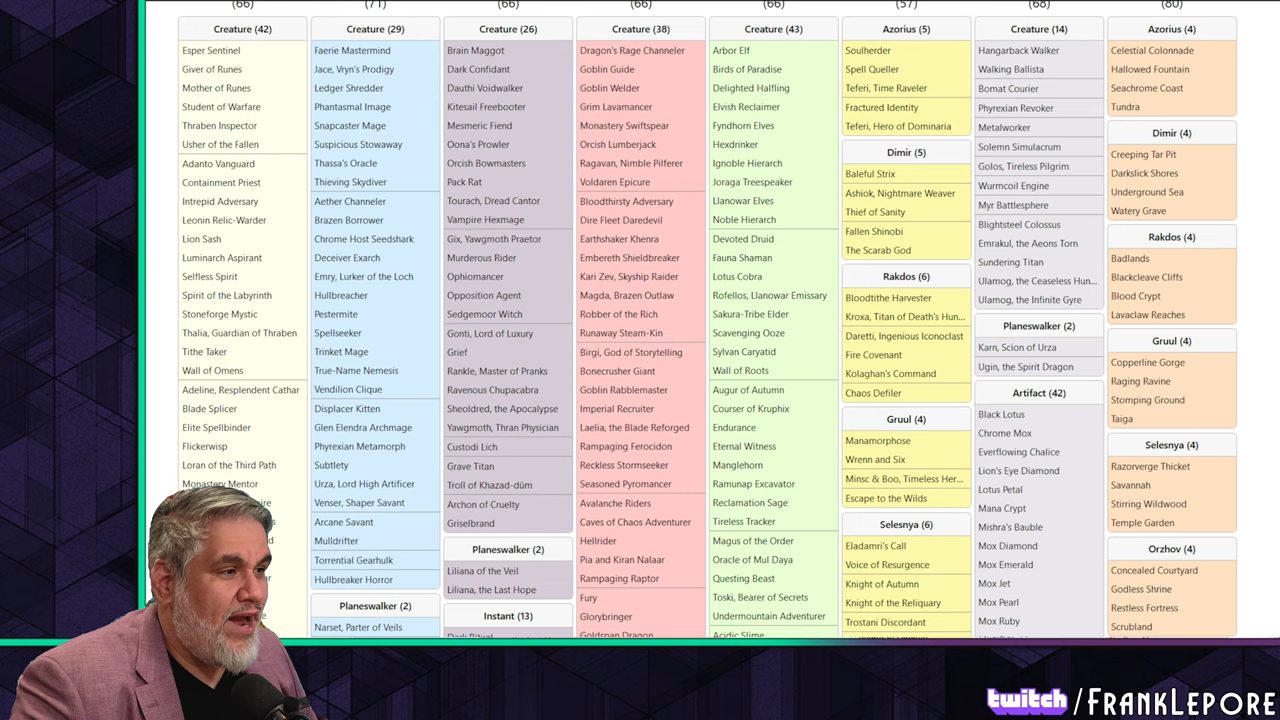 (66)
Creature (42)
Esper Sentinel
Giver of Runes
Mother of Runes
Student of Warfare
Thraben Inspector
Usher of the Fallen
Adanto Vanguard
Containment Priest
Intrepid Adversary
Leonin Relic-Warder
Lion Sash
Luminarch Aspirant
Selfless Spirit
Spirit of the Labyrinth
Stoneforge Mystic
Thalia, Guardian of Thraben
Tithe Taker
Wall of Omens
Adeline, Resplendent Cathar
Blade Splicer
Elite Spellbinder
Flickerwisp
Loran of the Third Path
Monastery Mentor
(71)
Creature (29)
Faerie Mastermind
Jace, Vryn's Prodigy
Ledger Shredder
Phantasmal Image
Snapcaster Mage
Suspicious Stowaway
Thassa's Oracle
Thieving Skydiver
Aether Channeler
Brazen Borrower
Chrome Host Seedshark
Deceiver Exarch
Emry, Lurker of the Loch
Hullbreacher
Pestermite
Spellseeker
Trinket Mage
True-Name Nemesis
Vendilion Clique
Displacer Kitten
Glen Elendra Archmage
Phyrexian Metamorph
Subtlety
Urza, Lord High Artificer
Venser, Shaper Savant
Arcane Savant
Mulldrifter
Torrential Gearhulk
Hullbreaker Horror
Planeswalker (2)
Narset, Parter of Veils
(66)
Creature (26)
Brain Maggot
Dark Confidant
Dauthi Voidwalker
Kitesail Freebooter
Mesmeric Fiend
Oona's Prowler
Orcish Bowmasters
Pack Rat
Tourach, Dread Cantor
Vampire Hexmage
Gix, Yawgmoth Praetor
Murderous Rider
Ophiomancer
Opposition Agent
Sedgemoor Witch
Gonti, Lord of Luxury
Grief
Rankle, Master of Pranks
Ravenous Chupacabra
Sheoldred, the Apocalypse
Yawgmoth, Thran Physician
Custodi Lich
Grave Titan
Troll of Khazad-dûm
Archon of Cruelty
Griselbrand
Planeswalker (2)
Liliana of the Veil
Liliana, the Last Hope
Instant (13)
Dark Ritual
(66)
Creature (38)
Dragon's Rage Channeler
Goblin Guide
Goblin Welder
Grim Lavamancer
Monastery Swiftspear
Orcish Lumberjack
Ragavan, Nimble Pilferer
Voldaren Epicure
Bloodthirsty Adversary
Dire Fleet Daredevil
Earthshaker Khenra
Embereth Shieldbreaker
Kari Zev, Skyship Raider
Magda, Brazen Outlaw
Robber of the Rich
Runaway Steam-Kin
Birgi, God of Storytelling
Bonecrusher Giant
Goblin Rabblemaster
Imperial Recruiter
Laelia, the Blade Reforged
Rampaging Ferocidon
Reckless Stormseeker
Seasoned Pyromancer
Avalanche Riders
Caves of Chaos Adventurer
Hellrider
Pia and Kiran Nalaar
Rampaging Raptor
Fury
Glorybringer
Goldspan Dragon
(66)
Creature (43)
Arbor Elf
Birds of Paradise
Delighted Halfling
Elvish Reclaimer
Fyndhorn Elves
Hexdrinker
Ignoble Hierarch
Joraga Treespeaker
Llanowar Elves
Noble Hierarch
Devoted Druid
Fauna Shaman
Lotus Cobra
Rofellos, Llanowar Emissary
Sakura-Tribe Elder
Scavenging Ooze
Sylvan Caryatid
Wall of Roots
Augur of Autumn
Courser of Kruphix
Endurance
Eternal Witness
Manglehorn
Ramunap Excavator
Reclamation Sage
Tireless Tracker
Magus of the Order
Oracle of Mul Daya
Questing Beast
Toski, Bearer of Secrets
Undermountain Adventurer
Acidic Slime
(57)
Azorius (5)
Soulherder
Spell Queller
Teferi, Time Raveler
Fractured Identity
Teferi, Hero of Dominaria
Dimir (5)
Baleful Strix
Ashiok, Nightmare Weaver
Thief of Sanity
Fallen Shinobi
The Scarab God
Rakdos (6)
Bloodtithe Harvester
Kroxa, Titan of Death's Hun...
Daretti, Ingenious Iconoclast
Fire Covenant
Kolaghan's Command
Chaos Defiler
Gruul (4)
Manamorphose
Wrenn and Six
Minsc & Boo, Timeless Her...
Escape to the Wilds
Selesnya (6)
Eladamri's Call
Voice of Resurgence
Knight of Autumn
Knight of the Reliquary
Trostani Discordant
(68)
Creature (14)
Hangarback Walker
Walking Ballista
Bomat Courier
Phyrexian Revoker
Metalworker
Solemn Simulacrum
Golos, Tireless Pilgrim
Wurmcoil Engine
Myr Battlesphere
Blightsteel Colossus
Emrakul, the Aeons Torn
Sundering Titan
Ulamog, the Ceaseless Hun...
Ulamog, the Infinite Gyre
Planeswalker (2)
Karn, Scion of Urza
Ugin, the Spirit Dragon
Artifact (42)
Black Lotus
Chrome Mox
Everflowing Chalice
Lion's Eye Diamond
Lotus Petal
Mana Crypt
Mishra's Bauble
Mox Diamond
Mox Emerald
Mox Jet
Mox Pearl
Mox Ruby
(80)
Azorius (4)
Celestial Colonnade
Hallowed Fountain
Seachrome Coast
Tundra
Dimir (4)
Creeping Tar Pit
Darkslick Shores
Underground Sea
Watery Grave
Rakdos (4)
Badlands
Blackcleave Cliffs
Blood Crypt
Lavaclaw Reaches
Gruul (4)
Copperline Gorge
Raging Ravine
Stomping Ground
Taiga
Selesnya (4)
Razorverge Thicket
Savannah
Stirring Wildwood
Temple Garden
Orzhov (4)
Concealed Courtyard
Godless Shrine
Restless Fortress
Scrubland
twitch/FRANKLEPORE